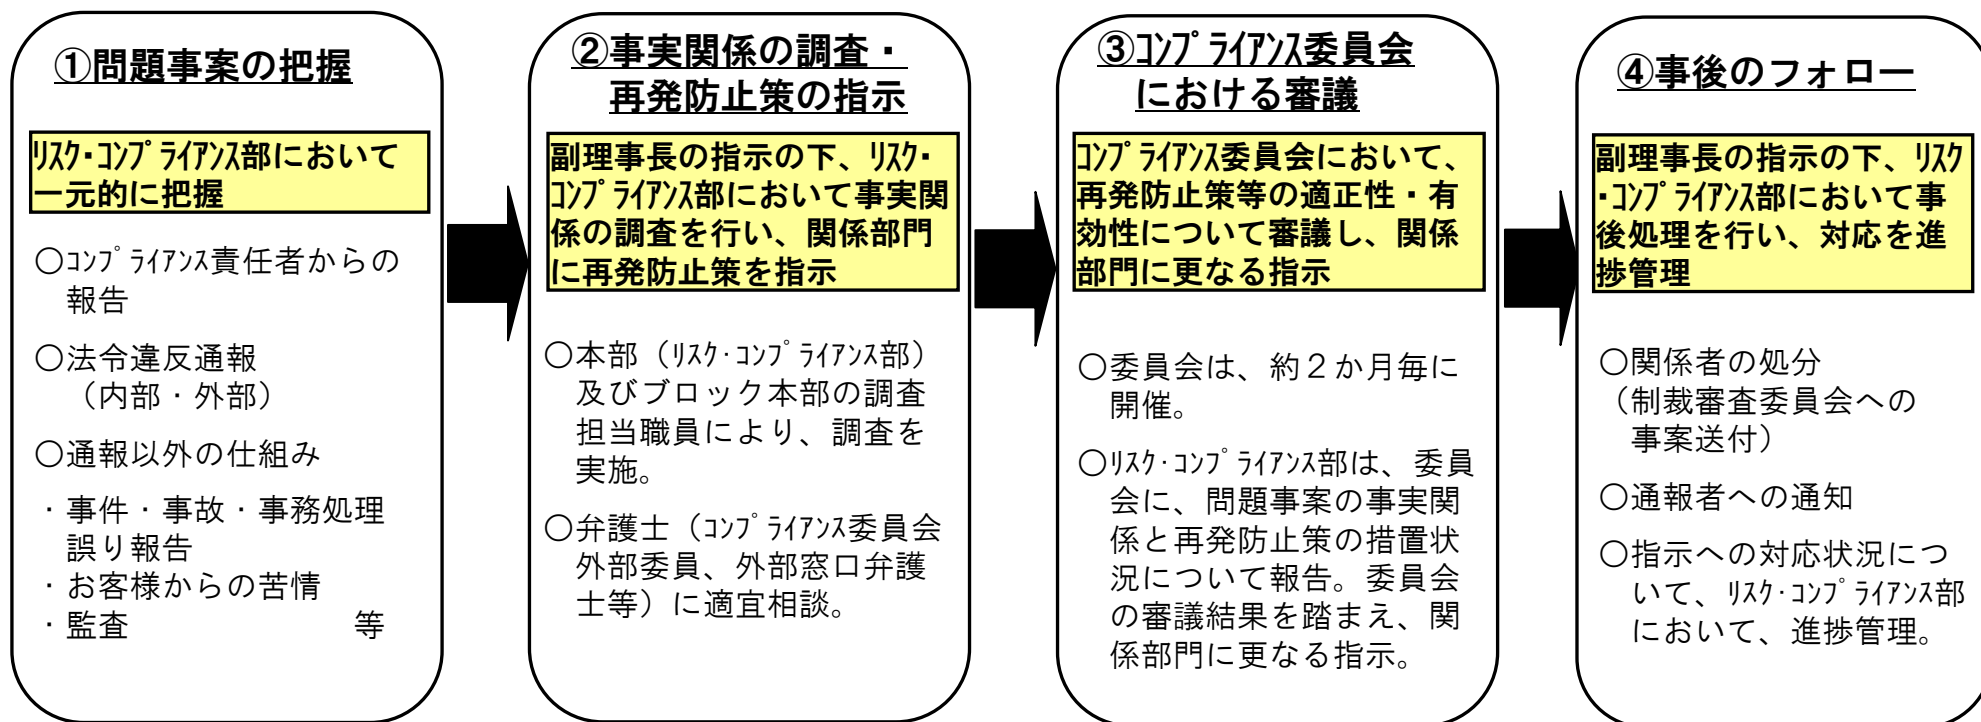 ①問題事案の把握
ﾘｽｸ・ｺﾝﾌﾟﾗｲｱﾝｽ部において
一元的に把握
○ｺﾝﾌﾟﾗｲｱﾝｽ責任者からの
報告
○法令違反通報
（内部・外部）
○通報以外の仕組み
・事件・事故・事務処理
誤り報告
・お客様からの苦情
・監査　　　　　　　等
②事実関係の調査・
再発防止策の指示
副理事長の指示の下、ﾘｽｸ・
ｺﾝﾌﾟﾗｲｱﾝｽ部において事実関
係の調査を行い、関係部門
に再発防止策を指示
○本部（ﾘｽｸ･ｺﾝﾌﾟﾗｲｱﾝｽ部）
及びブロック本部の調査
担当職員により、調査を
実施。
○弁護士（ｺﾝﾌﾟﾗｲｱﾝｽ委員会
外部委員、外部窓口弁護
士等）に適宜相談。
③ｺﾝﾌﾟﾗｲｱﾝｽ委員会
における審議
ｺﾝﾌﾟﾗｲｱﾝｽ委員会において、
再発防止策等の適正性・有
効性について審議し、関係
部門に更なる指示
○委員会は、約２か月毎に
開催。
○ﾘｽｸ･ｺﾝﾌﾟﾗｲｱﾝｽ部は、委員
会に、問題事案の事実関
係と再発防止策の措置状
況について報告。委員会
の審議結果を踏まえ、関
係部門に更なる指示。
④事後のフォロー
副理事長の指示の下、ﾘｽｸ
・ｺﾝﾌﾟﾗｲｱﾝｽ部において事
後処理を行い、対応を進
捗管理
○関係者の処分
（制裁審査委員会への
事案送付）
○通報者への通知
○指示への対応状況につ
いて、ﾘｽｸ･ｺﾝﾌﾟﾗｲｱﾝｽ部
において、進捗管理。